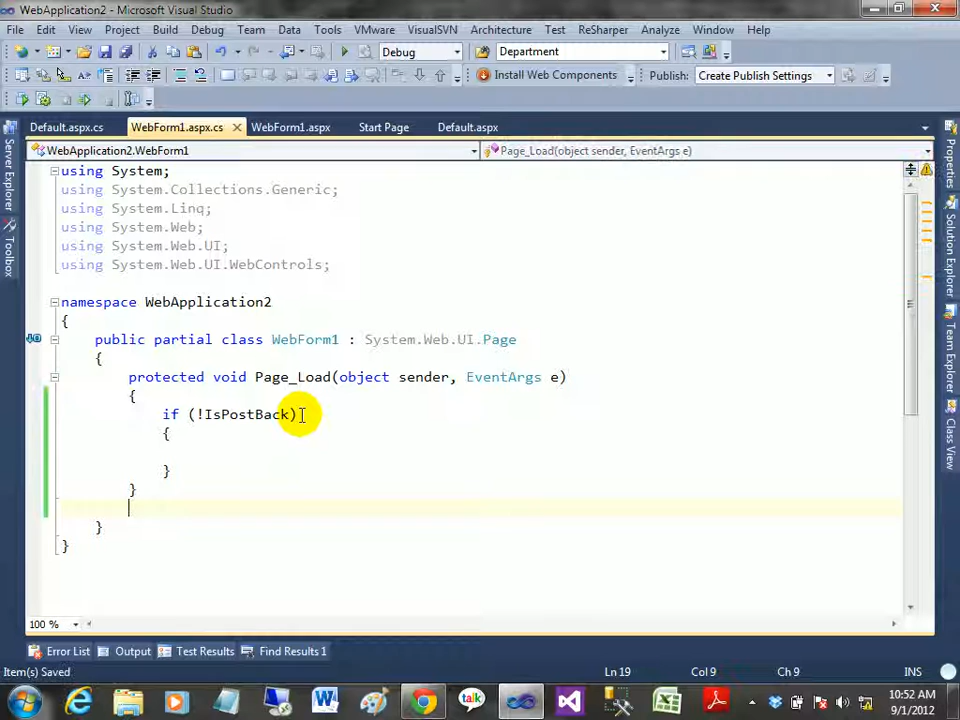 WebApplication2 - Microsoft Visual Studio
File Edit View Project Build Debug Team Data Tools VMware VisualSVN Architecture Test ReSharper Analyze Window Help
Debug Department
Install Web Components Publish: Create Publish Settings
Default.aspx.cs WebForm1.aspx.cs WebForm1.aspx Start Page Default.aspx
WebApplication2.WebForm1 Page_Load(object sender, EventArgs e)
Server Explorer
Toolbox
using System;
using System.Collections.Generic;
using System.Linq;
using System.Web;
using System.Web.UI;
using System.Web.UI.WebControls;
namespace WebApplication2
{
public partial class WebForm1 : System.Web.UI.Page
{
protected void Page_Load(object sender, EventArgs e)
{
if (!IsPostBack)
{
}
}
}
}
Properties
Solution Explorer
Team Explorer
Class View
100 %
Error List Output Test Results Find Results 1
Item(s) Saved Ln 19 Col 9 Ch 9 INS
talk
10:52 AM
9/1/2012